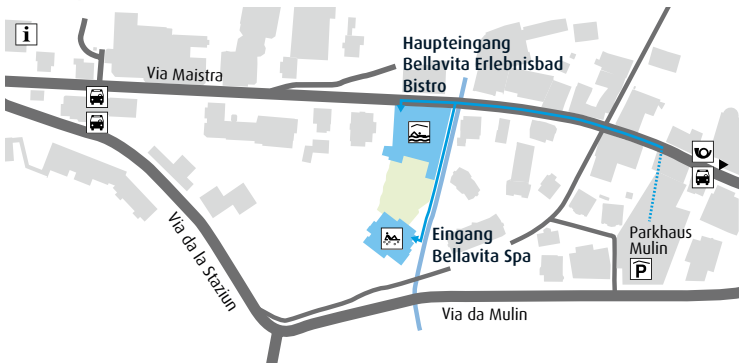 i
Haupteingang
Bellavita Erlebnisbad
Bistro
Via Maistra
Via da la Staziun
Eingang
Bellavita Spa
Parkhaus
Mulin
P
Via da Mulin